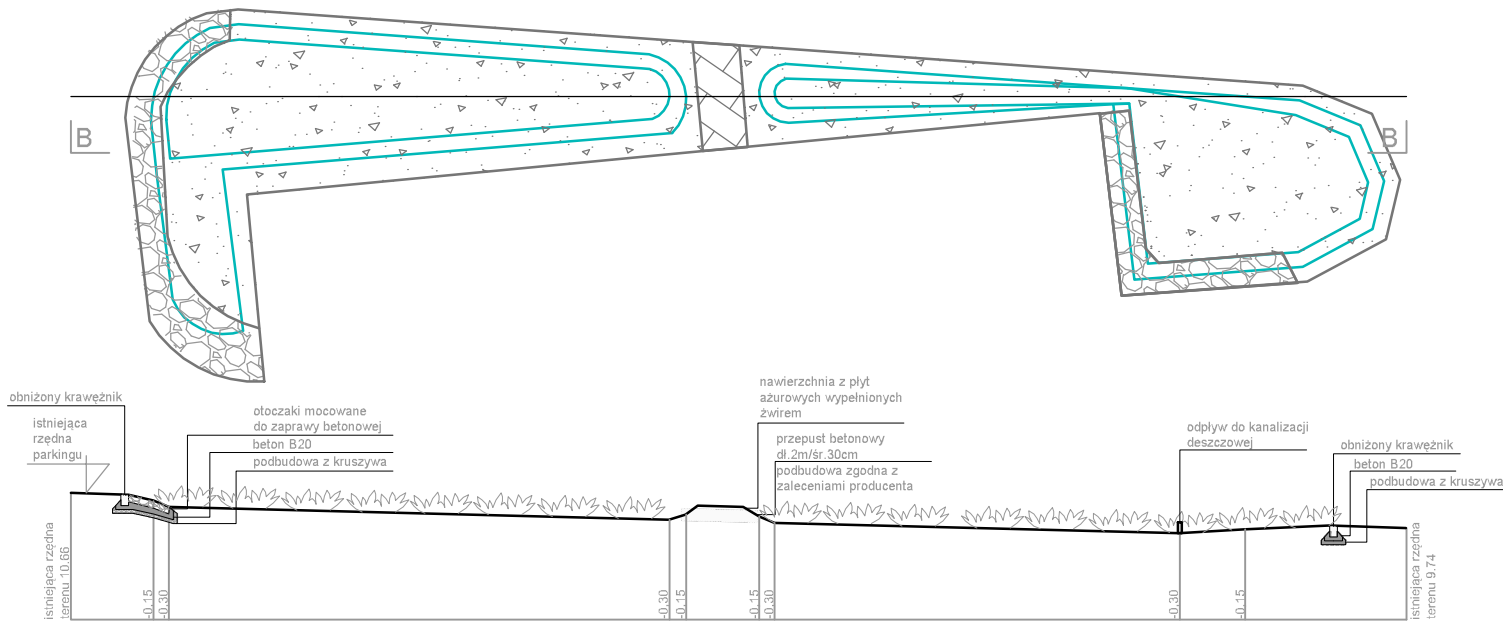 B
B
obniżony krawężnik
istniejąca
rzędna
parkingu
otoczaki mocowane
do zaprawy betonowej
beton B20
podbudowa z kruszywa
nawierzchnia z płyt
ażurowych wypełnionych
żwirem
przepust betonowy
dł.2m/śr.30cm
podbudowa zgodna z
zaleceniami producenta
odpływ do kanalizacji
deszczowej
obniżony krawężnik
beton B20
podbudowa z kruszywa
istniejąca rzędna
terenu 10.66
-0.15
-0.30
-0.30
-0.15
-0.15
-0.30
-0.30
-0.15
istniejąca rzędna
terenu 9.74